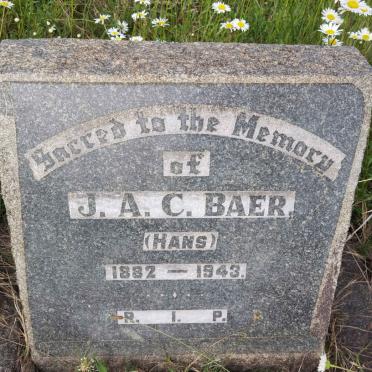 Sacred to the Memory
of
J. A. C. BAER.
(HANS)
1882 — 1943.
R. I. P.